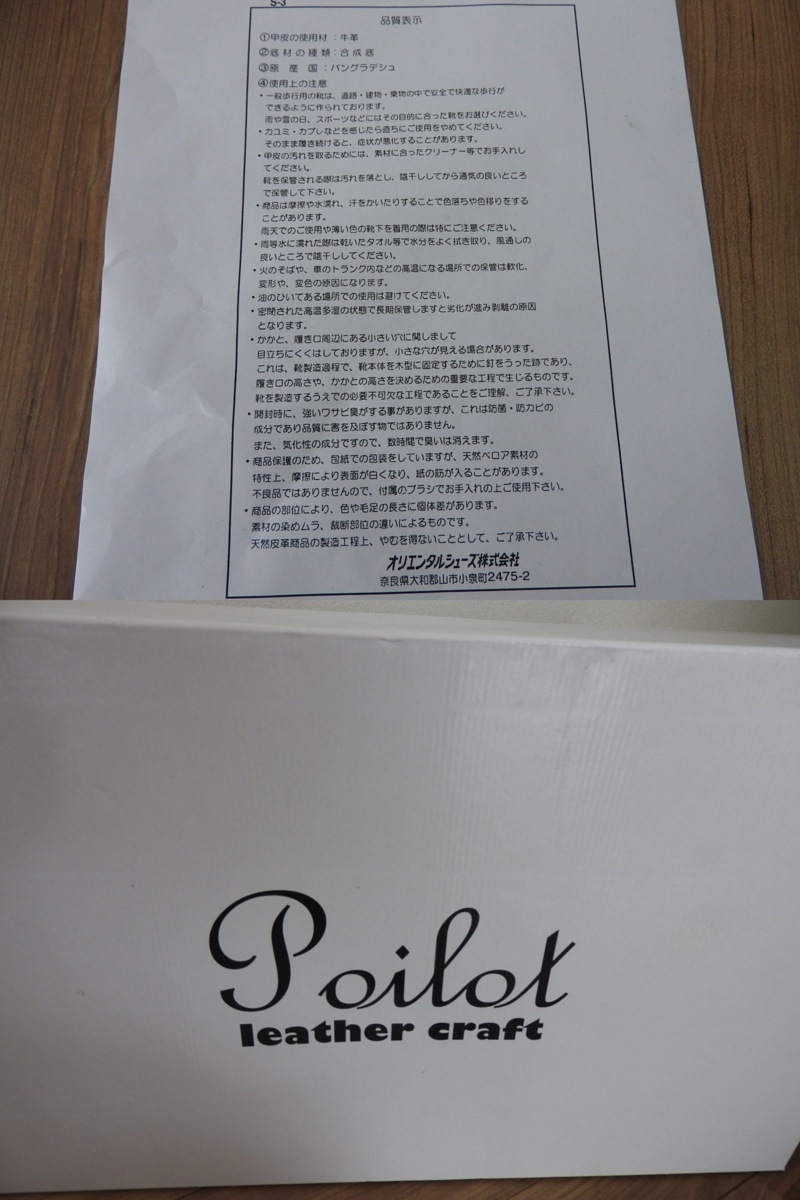 S-3
品質表示
①甲皮の使用材：牛革
②底材の種類：合成底
③原産国：バングラデシュ
④使用上の注意
・一般歩行用の靴は、道路・建物・乗物の中で安全で快適な歩行が
できるように作られております。
雨や雪の日、スポーツなどにはその目的に合った靴をお選びください。
・カユミ・カブレなどを感じたら直ちにご使用をやめてください。
そのまま履き続けると、症状が悪化することがあります。
・甲皮の汚れを取るためには、素材に合ったクリーナー等でお手入れし
てください。
靴を保管される際は汚れを落とし、陰干ししてから通気の良いところ
で保管して下さい。
・商品は摩擦や水濡れ、汗をかいたりすることで色落ちや色移りをする
ことがあります。
雨天でのご使用や薄い色の靴下を着用の際は特にご注意ください。
・雨等水に濡れた際は乾いたタオル等で水分をよく拭き取り、風通しの
良いところで陰干ししてください。
・火のそばや、車のトランク内などの高温になる場所での保管は軟化、
変形や、変色の原因になります。
・油のひいてある場所での使用は避けてください。
・密閉された高温多湿の状態で長期保管しますと劣化が進み剥離の原因
となります。
・かかと、履き口周辺にある小さい穴に関しまして
目立ちにくくはしておりますが、小さな穴が見える場合があります。
これは、靴製造過程で、靴本体を木型に固定するために釘をうった跡であり、
履き口の高さや、かかとの高さを決めるための重要な工程で生じるものです。
靴を製造するうえでの必要不可欠な工程であることをご理解、ご了承下さい。
・開封時に、強いワサビ臭がする事がありますが、これは防菌・防カビの
成分であり品質に害を及ぼす物ではありません。
また、気化性の成分ですので、数時間で臭いは消えます。
・商品保護のため、包紙での包装をしていますが、天然ベロア素材の
特性上、摩擦により表面が白くなり、紙の筋が入ることがあります。
不良品ではありませんので、付属のブラシでお手入れの上ご使用下さい。
・商品の部位により、色や毛足の長さに個体差があります。
素材の染めムラ、裁断部位の違いによるものです。
天然皮革商品の製造工程上、やむを得ないこととして、ご了承下さい。
オリエンタルシューズ株式会社
奈良県大和郡山市小泉町2475-2
Poilot
leather craft